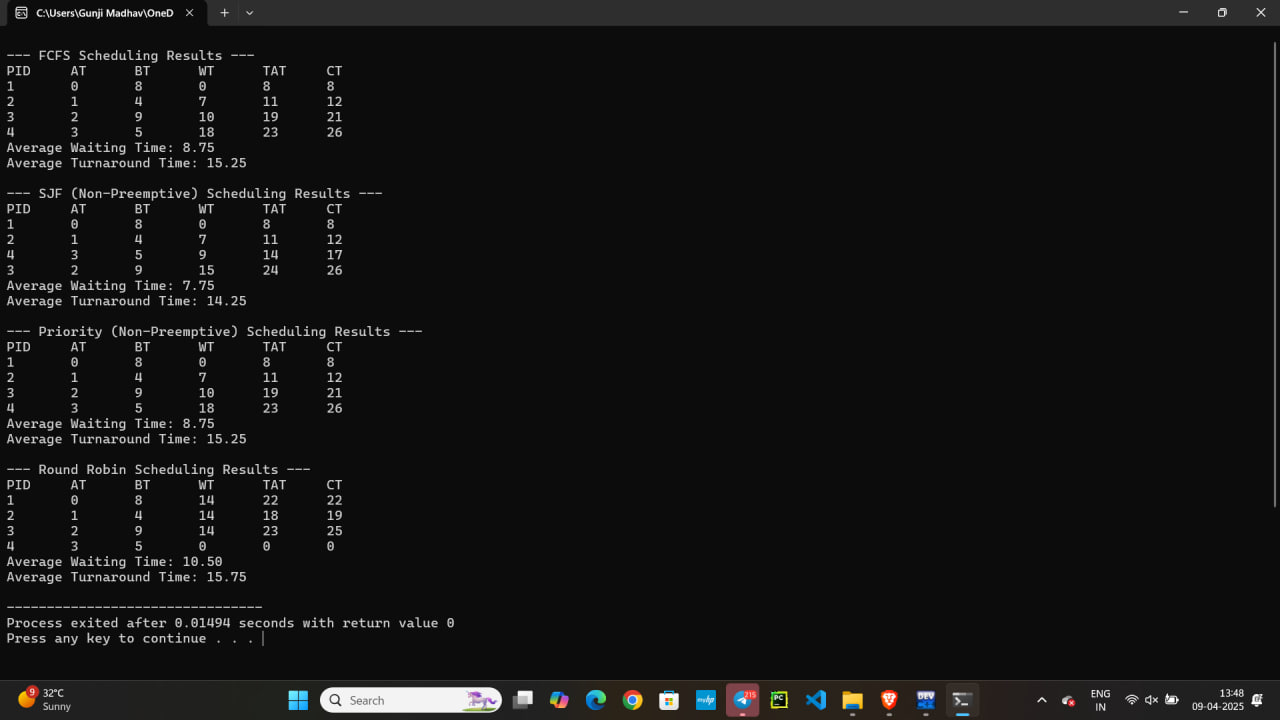 C:\Users\Gunji Madhav\OneD
--- FCFS Scheduling Results ---
PID AT BT WT TAT CT
1 0 8 0 8 8
2 1 4 7 11 12
3 2 9 10 19 21
4 3 5 18 23 26
Average Waiting Time: 8.75
Average Turnaround Time: 15.25
--- SJF (Non-Preemptive) Scheduling Results ---
PID AT BT WT TAT CT
1 0 8 0 8 8
2 1 4 7 11 12
4 3 5 9 14 17
3 2 9 15 24 26
Average Waiting Time: 7.75
Average Turnaround Time: 14.25
--- Priority (Non-Preemptive) Scheduling Results ---
PID AT BT WT TAT CT
1 0 8 0 8 8
2 1 4 7 11 12
3 2 9 10 19 21
4 3 5 18 23 26
Average Waiting Time: 8.75
Average Turnaround Time: 15.25
--- Round Robin Scheduling Results ---
PID AT BT WT TAT CT
1 0 8 14 22 22
2 1 4 14 18 19
3 2 9 14 23 25
4 3 5 0 0 0
Average Waiting Time: 10.50
Average Turnaround Time: 15.75
--------------------------------
Process exited after 0.01494 seconds with return value 0
Press any key to continue . . .
9
32°C
Sunny
Search
myhp
215
PC
DEV
ENG
IN
13:48
09-04-2025